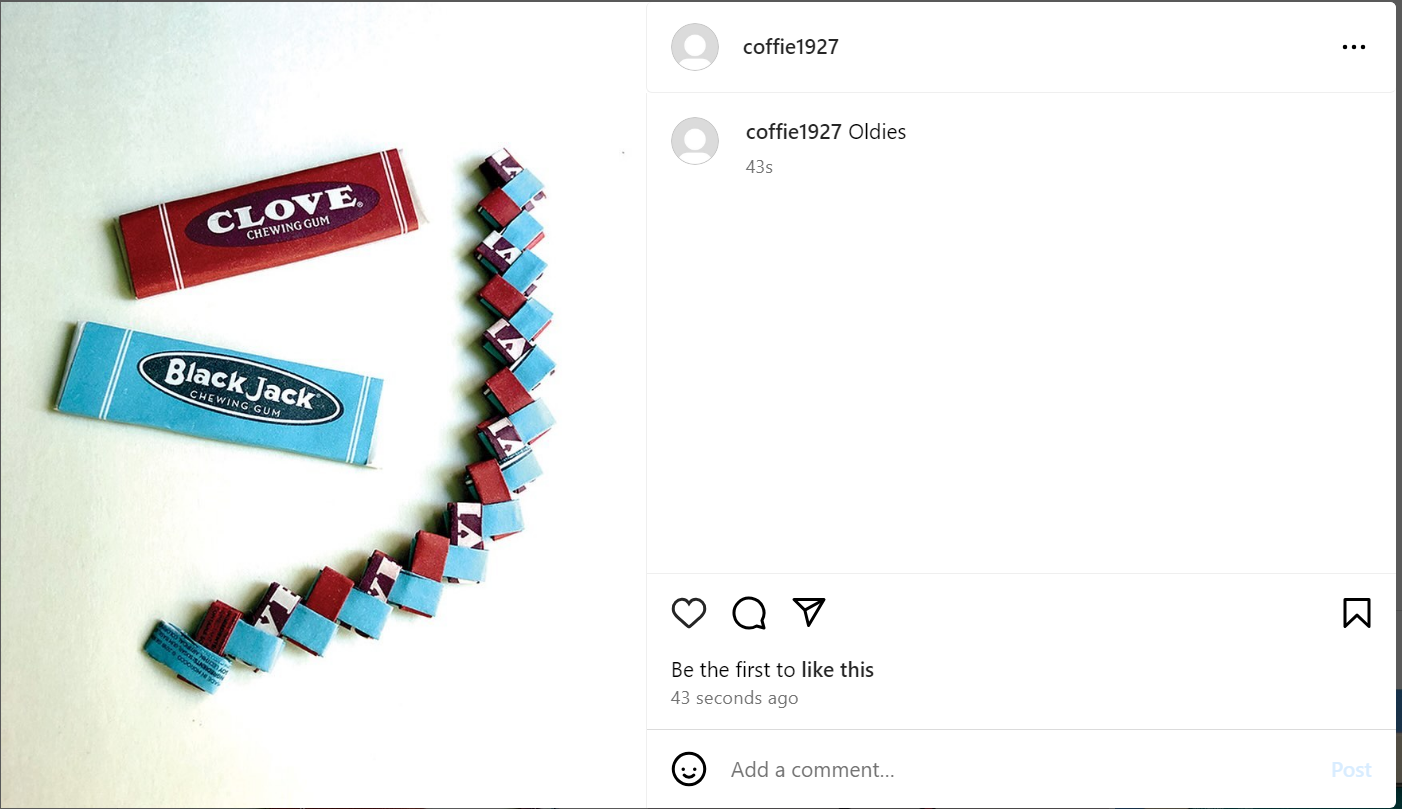 coffie1927
CLOVE®
CHEWING GUM
Black Jack®
CHEWING GUM
coffie1927 Oldies
43s
Be the first to like this
43 seconds ago
Add a comment...
Post